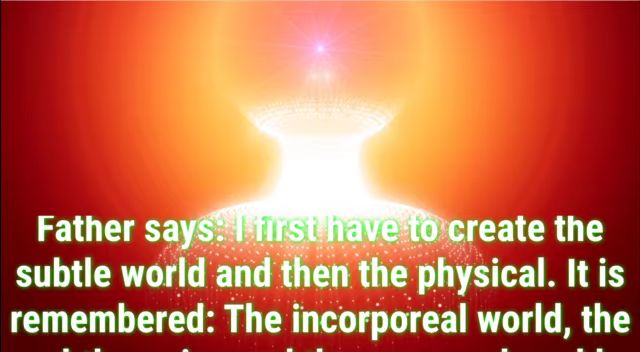 Father says: I first have to create the
subtle world and then the physical. It is
remembered: The incorporeal world, the